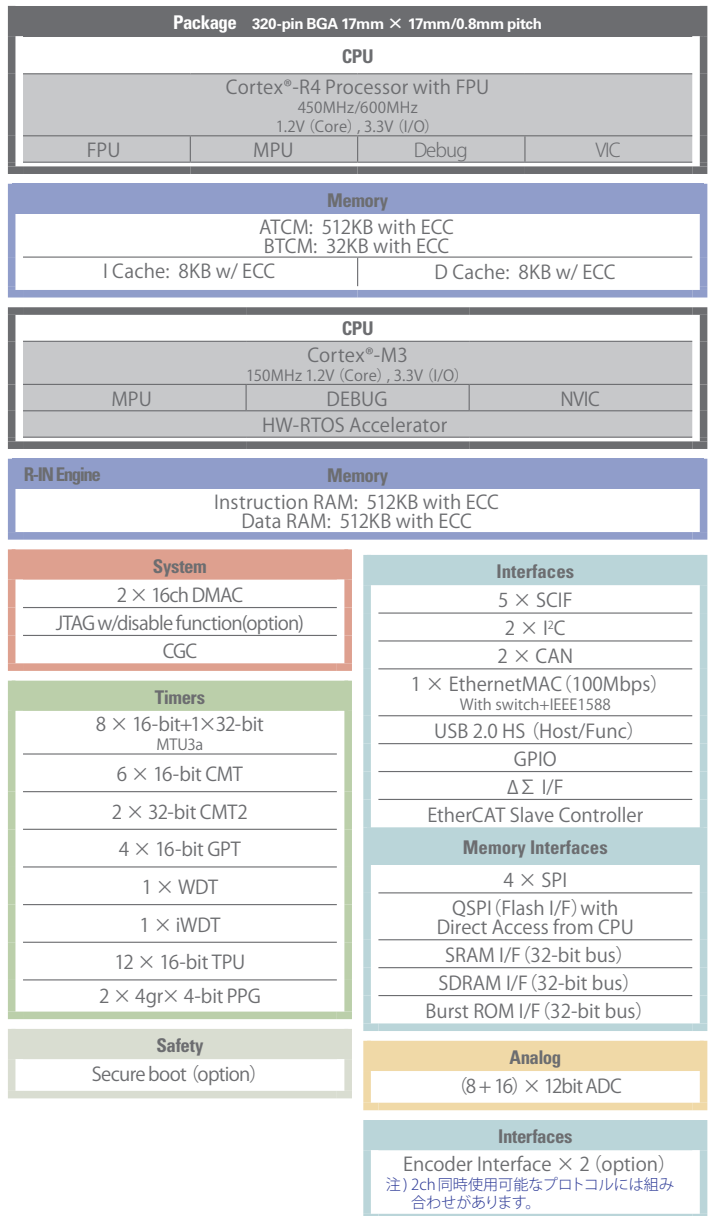 Package 320-pin BGA 17mm × 17mm/0.8mm pitch
CPU
Cortex®-R4 Processor with FPU
450MHz/600MHz
1.2V (Core) , 3.3V (I/O)
FPU MPU Debug VIC
Memory
ATCM: 512KB with ECC
BTCM: 32KB with ECC
I Cache: 8KB w/ ECC D Cache: 8KB w/ ECC
CPU
Cortex®-M3
150MHz 1.2V (Core) , 3.3V (I/O)
MPU DEBUG NVIC
HW-RTOS Accelerator
R-IN Engine Memory
Instruction RAM: 512KB with ECC
Data RAM: 512KB with ECC
System
2 × 16ch DMAC
JTAG w/disable function(option)
CGC
Timers
8 × 16-bit+1×32-bit
MTU3a
6 × 16-bit CMT
2 × 32-bit CMT2
4 × 16-bit GPT
1 × WDT
1 × iWDT
12 × 16-bit TPU
2 × 4gr× 4-bit PPG
Safety
Secure boot (option)
Interfaces
5 × SCIF
2 × I²C
2 × CAN
1 × EthernetMAC (100Mbps)
With switch+IEEE1588
USB 2.0 HS (Host/Func)
GPIO
ΔΣ I/F
EtherCAT Slave Controller
Memory Interfaces
4 × SPI
QSPI (Flash I/F) with
Direct Access from CPU
SRAM I/F (32-bit bus)
SDRAM I/F (32-bit bus)
Burst ROM I/F (32-bit bus)
Analog
(8 + 16) × 12bit ADC
Interfaces
Encoder Interface × 2 (option)
注) 2ch 同時使用可能なプロトコルには組み
合わせがあります。